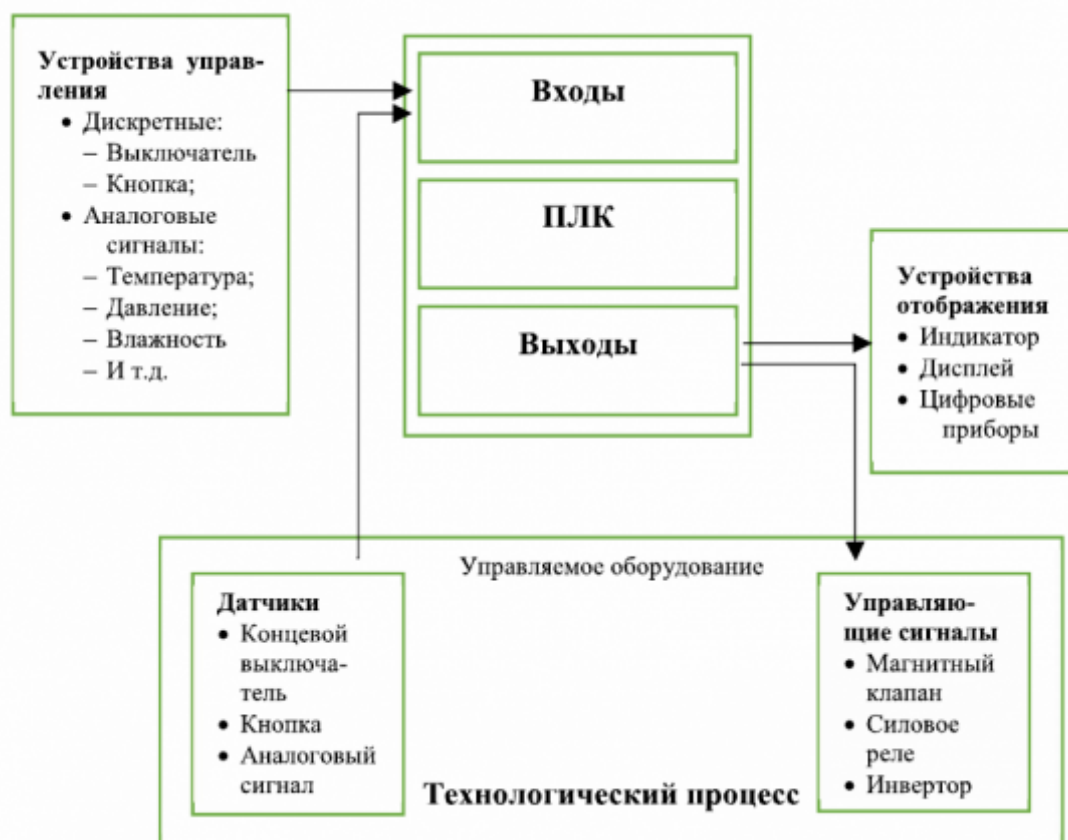 Устройства управ-
ления
• Дискретные:
– Выключатель
– Кнопка;
• Аналоговые
сигналы:
– Температура;
– Давление;
– Влажность
– И т.д.
Входы
ПЛК
Выходы
Устройства
отображения
• Индикатор
• Дисплей
• Цифровые
приборы
Управляемое оборудование
Датчики
• Концевой
выключа-
тель
• Кнопка
• Аналоговый
сигнал
Управляю-
щие сигналы
• Магнитный
клапан
• Силовое
реле
• Инвертор
Технологический процесс